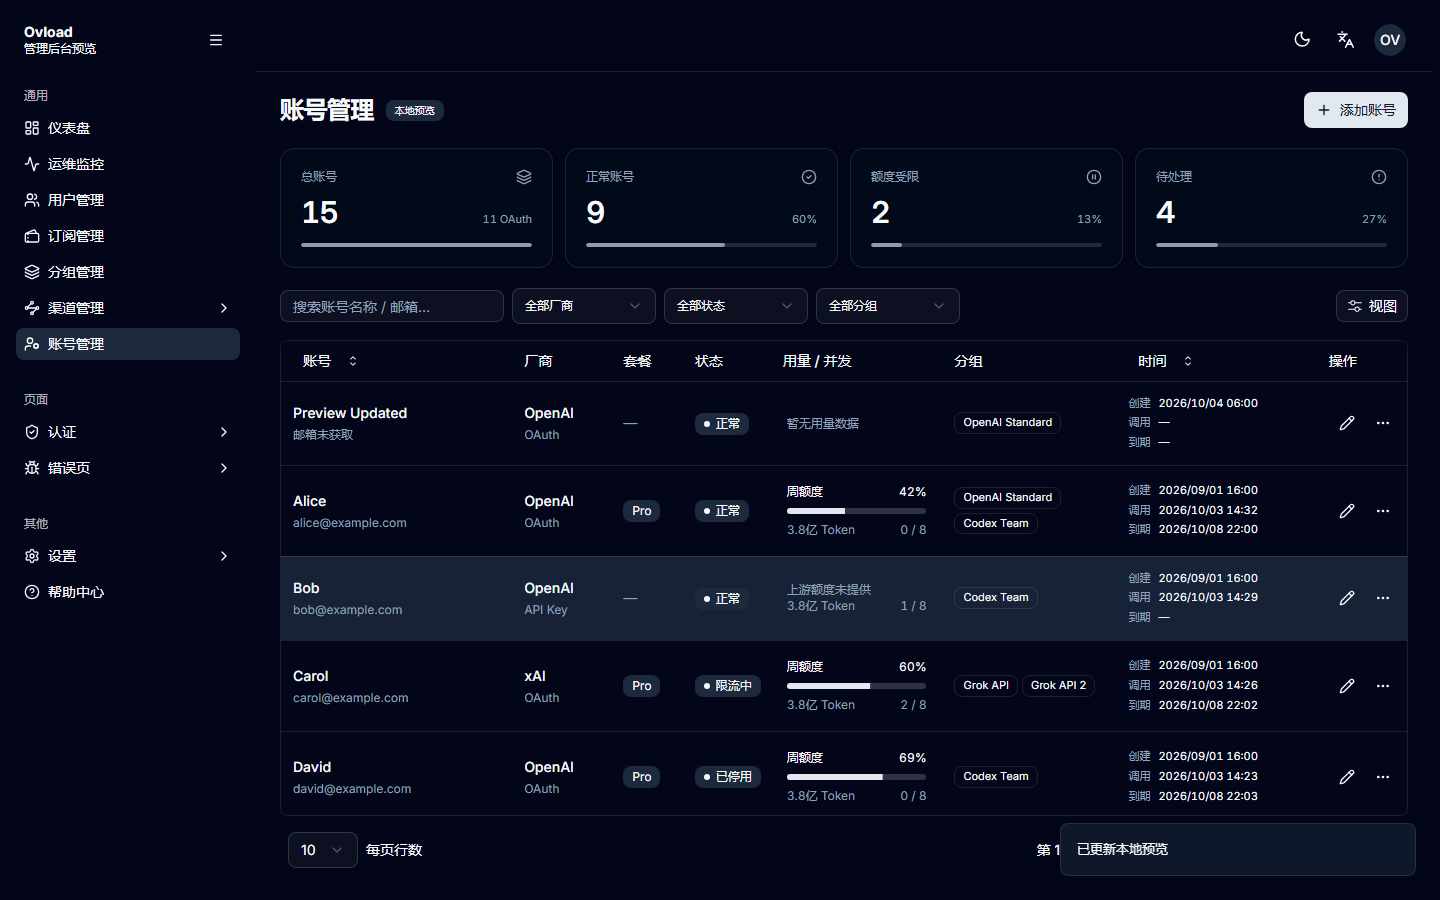 Ovload
管理后台预览
通用
仪表盘
运维监控
用户管理
订阅管理
分组管理
渠道管理
账号管理
页面
认证
错误页
其他
设置
帮助中心
OV
账号管理 本地预览
添加账号
总账号
15 11 OAuth
正常账号
9 60%
额度受限
2 13%
待处理
4 27%
搜索账号名称 / 邮箱... 全部厂商 全部状态 全部分组 视图
账号 厂商 套餐 状态 用量 / 并发 分组 时间 操作
Preview Updated
邮箱未获取
OpenAI
OAuth
—
正常
暂无用量数据
OpenAI Standard
创建 2026/10/04 06:00
调用 —
到期 —
Alice
alice@example.com
OpenAI
OAuth
Pro
正常
周额度 42%
3.8亿 Token 0 / 8
OpenAI Standard
Codex Team
创建 2026/09/01 16:00
调用 2026/10/03 14:32
到期 2026/10/08 22:00
Bob
bob@example.com
OpenAI
API Key
—
正常
上游额度未提供
3.8亿 Token 1 / 8
Codex Team
创建 2026/09/01 16:00
调用 2026/10/03 14:29
到期 —
Carol
carol@example.com
xAI
OAuth
Pro
限流中
周额度 60%
3.8亿 Token 2 / 8
Grok API Grok API 2
创建 2026/09/01 16:00
调用 2026/10/03 14:26
到期 2026/10/08 22:02
David
david@example.com
OpenAI
OAuth
Pro
已停用
周额度 69%
3.8亿 Token 0 / 8
Codex Team
创建 2026/09/01 16:00
调用 2026/10/03 14:23
到期 2026/10/08 22:03
10 每页行数
第 1
已更新本地预览